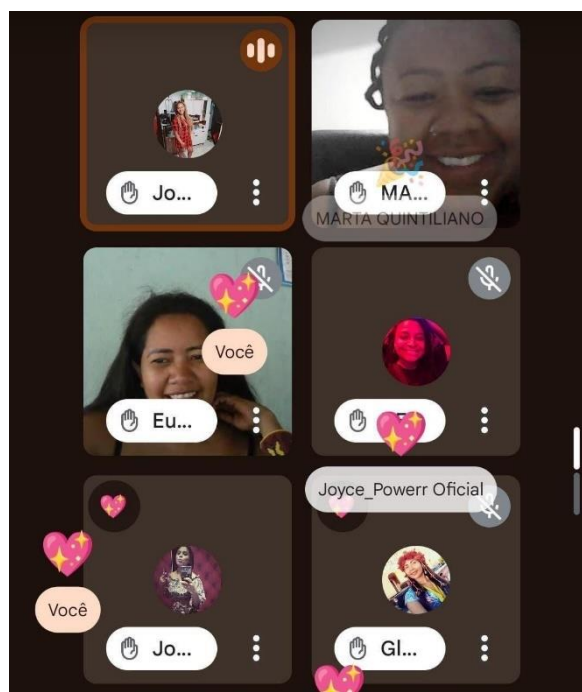 Jo...
MA...
MARTA QUINTILIANO
Você
Eu...
Joyce_Powerr Oficial
Você
Jo...
Gl...